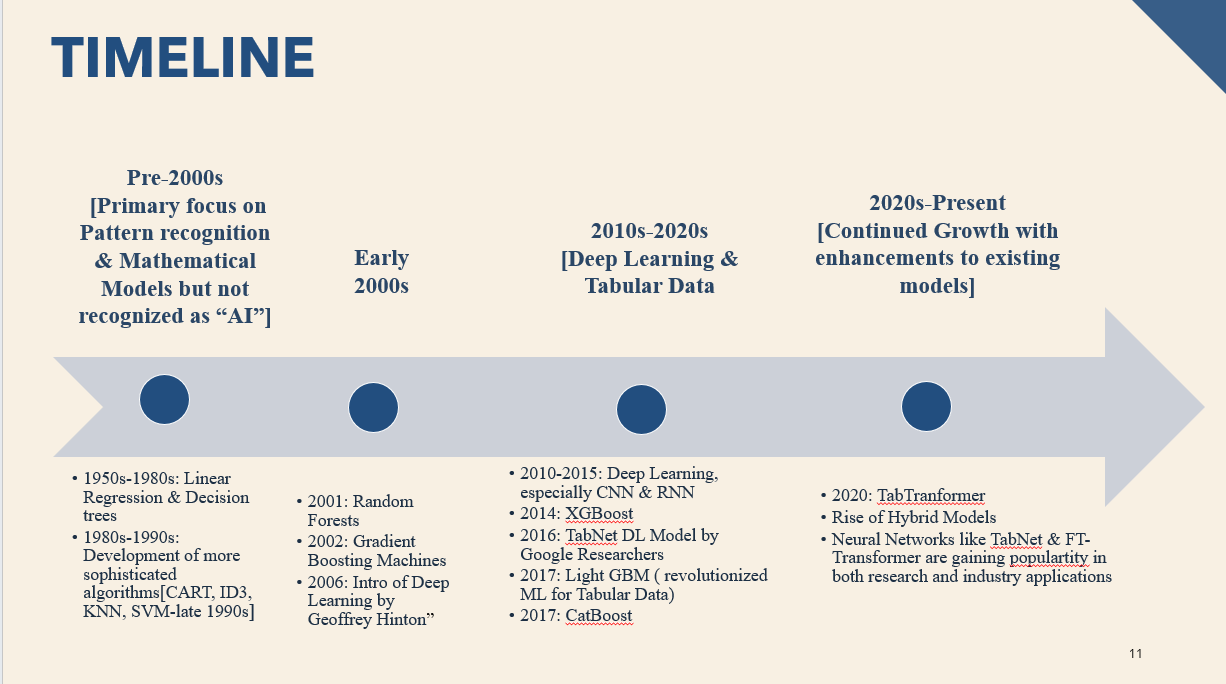 TIMELINE
Pre-2000s
[Primary focus on
Pattern recognition
& Mathematical
Models but not
recognized as “AI”]
Early
2000s
2010s-2020s
[Deep Learning &
Tabular Data
2020s-Present
[Continued Growth with
enhancements to existing
models]
• 1950s-1980s: Linear
Regression & Decision
trees
• 1980s-1990s:
Development of more
sophisticated
algorithms[CART, ID3,
KNN, SVM-late 1990s]
• 2001: Random
Forests
• 2002: Gradient
Boosting Machines
• 2006: Intro of Deep
Learning by
Geoffrey Hinton”
• 2010-2015: Deep Learning,
especially CNN & RNN
• 2014: XGBoost
• 2016: TabNet DL Model by
Google Researchers
• 2017: Light GBM ( revolutionized
ML for Tabular Data)
• 2017: CatBoost
• 2020: TabTranformer
• Rise of Hybrid Models
• Neural Networks like TabNet & FT-
Transformer are gaining populartity in
both research and industry applications
11